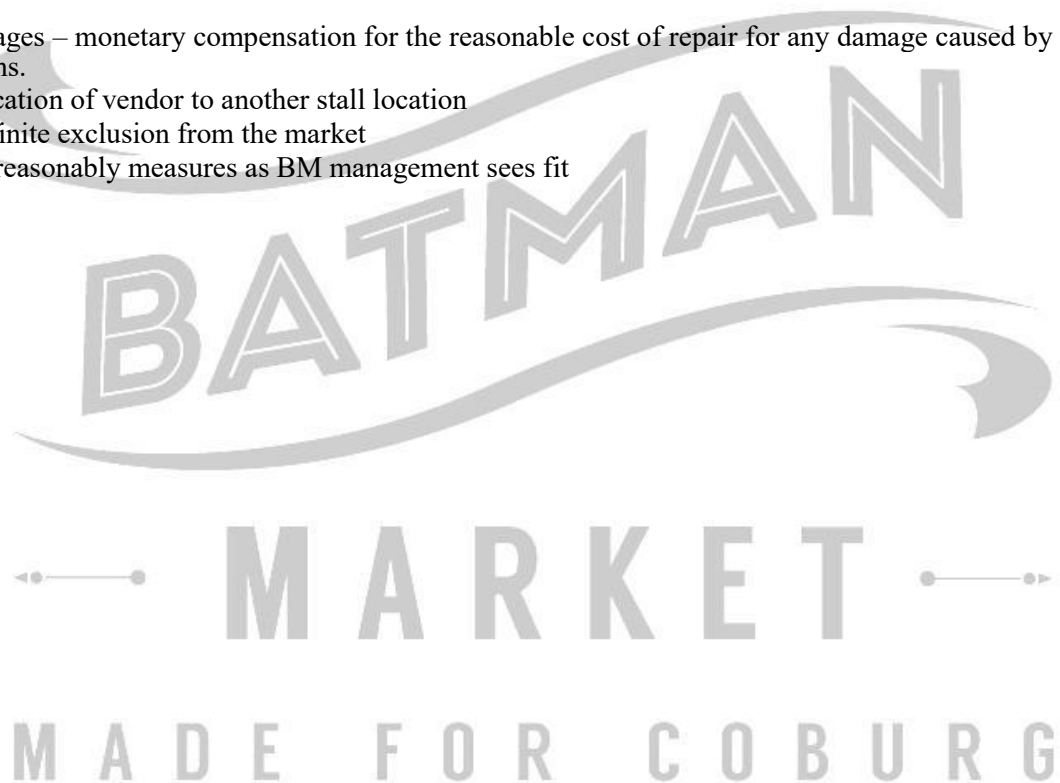 ages – monetary compensation for the reasonable cost of repair for any damage caused by
ns.
cation of vendor to another stall location
inite exclusion from the market
reasonably measures as BM management sees fit
BATMAN
MARKET
MADE FOR COBURG